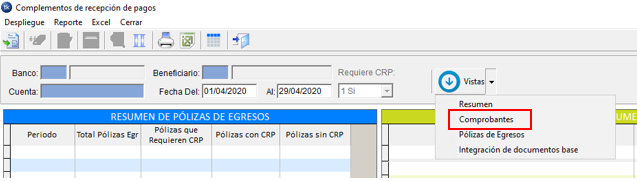 Complementos de recepción de pagos
Despliegue Reporte Excel Cerrar
Banco: Beneficiario: Requiere CRP: Vistas
Cuenta: Fecha Del: 01/04/2020 Al: 29/04/2020 1 Si
Resumen
Comprobantes
Pólizas de Egresos
Integración de documentos base
RESUMEN DE PÓLIZAS DE EGRESOS
Periodo Total Pólizas Egr Pólizas que Requieren CRP Pólizas con CRP Pólizas sin CRP